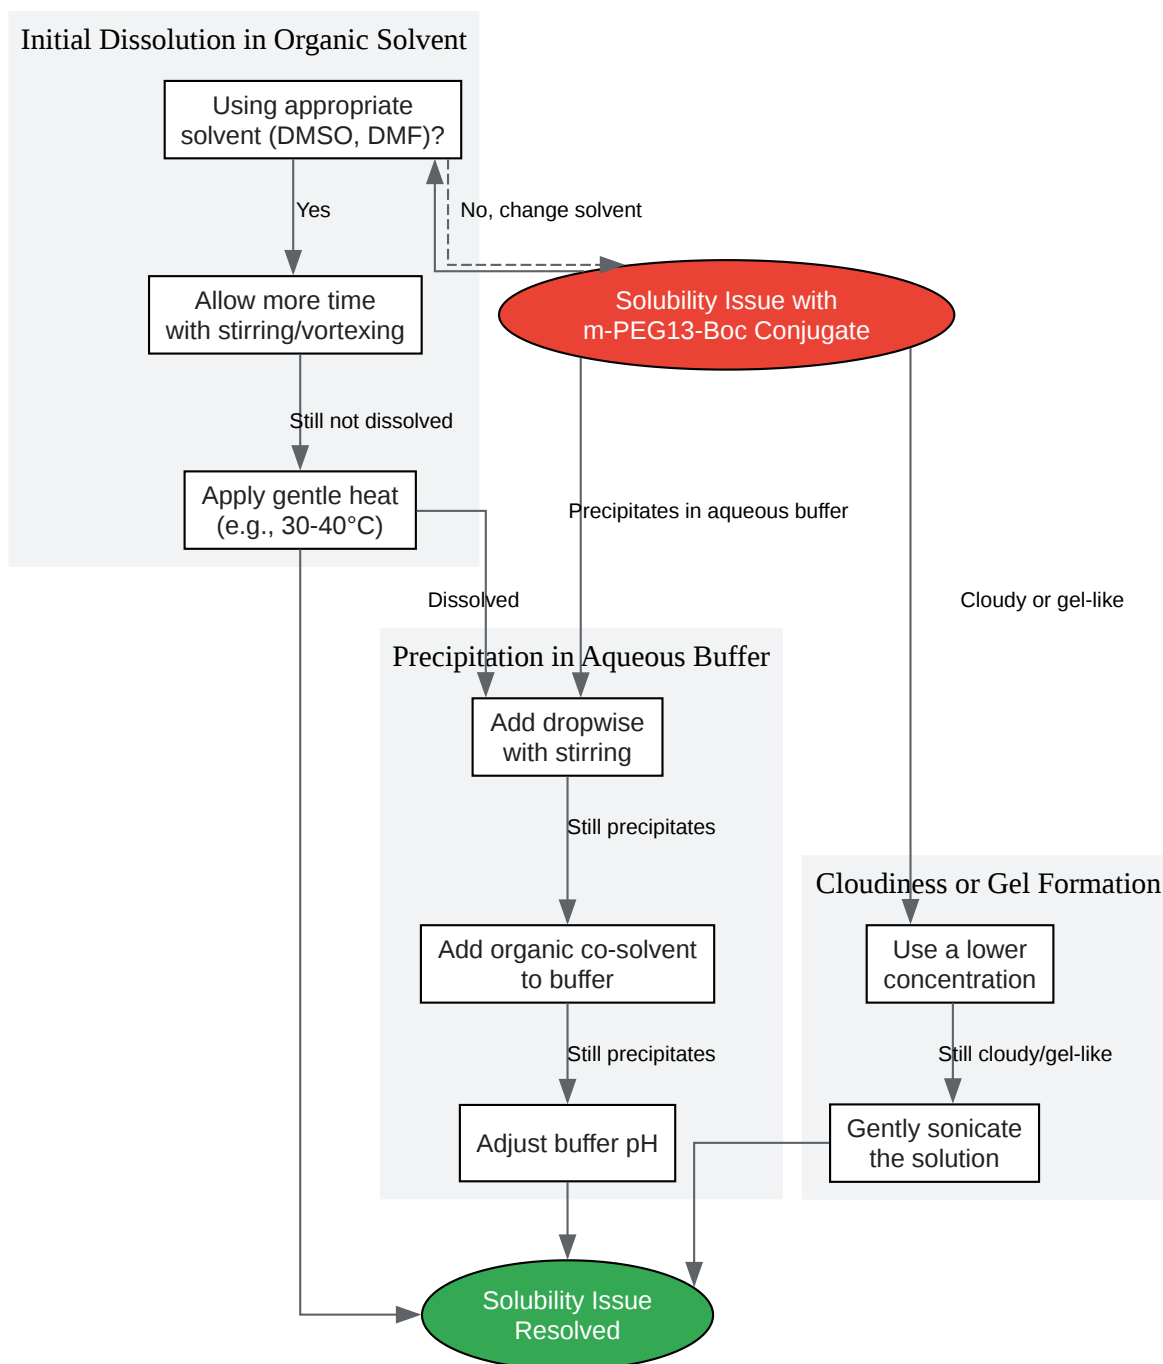 Initial Dissolution in Organic Solvent
Using appropriate
solvent (DMSO, DMF)?
Yes
No, change solvent
Allow more time
with stirring/vortexing
Solubility Issue with
m-PEG13-Boc Conjugate
Still not dissolved
Apply gentle heat
(e.g., 30-40°C)
Precipitates in aqueous buffer
Dissolved
Cloudy or gel-like
Precipitation in Aqueous Buffer
Add dropwise
with stirring
Still precipitates
Cloudiness or Gel Formation
Add organic co-solvent
to buffer
Use a lower
concentration
Still precipitates
Still cloudy/gel-like
Adjust buffer pH
Gently sonicate
the solution
Solubility Issue
Resolved